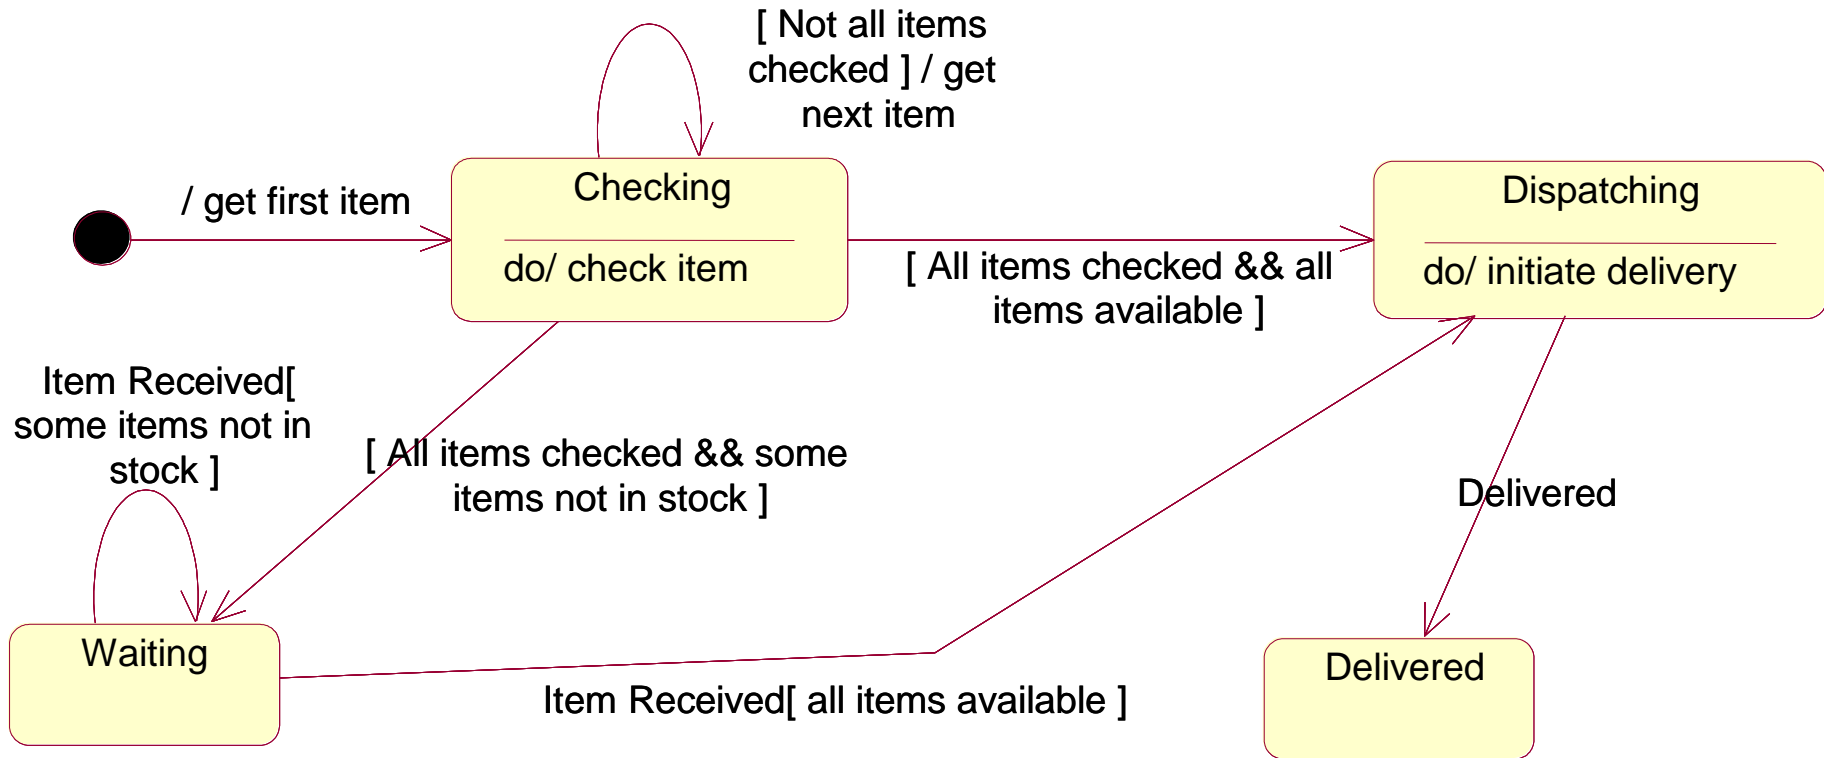 [ Not all items
checked ] / get
next item
/ get first item
Checking
do/ check item
Dispatching
do/ initiate delivery
[ All items checked && all
items available ]
Item Received[
some items not in
stock ]
[ All items checked && some
items not in stock ]
Delivered
Waiting
Item Received[ all items available ]
Delivered